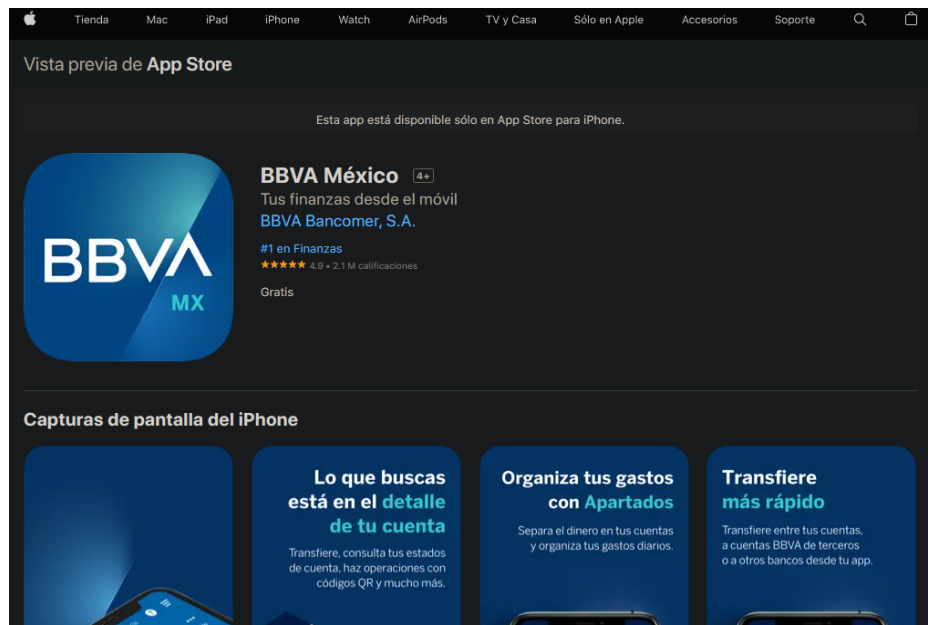 Tienda Mac iPad iPhone Watch AirPods TV y Casa Sólo en Apple Accesorios Soporte
Vista previa de App Store
Esta app está disponible sólo en App Store para iPhone.
BBVA MX
BBVA México 4+
Tus finanzas desde el móvil
BBVA Bancomer, S.A.
#1 en Finanzas
★★★★★ 4.9 • 2.1 M calificaciones
Gratis
Capturas de pantalla del iPhone
Lo que buscas
está en el detalle
de tu cuenta
Transfiere, consulta tus estados
de cuenta, haz operaciones con
códigos QR y mucho más.
Organiza tus gastos
con Apartados
Separa el dinero en tus cuentas
y organiza tus gastos diarios.
Transfiere
más rápido
Transfiere entre tus cuentas,
a cuentas BBVA de terceros
o a otros bancos desde tu app.